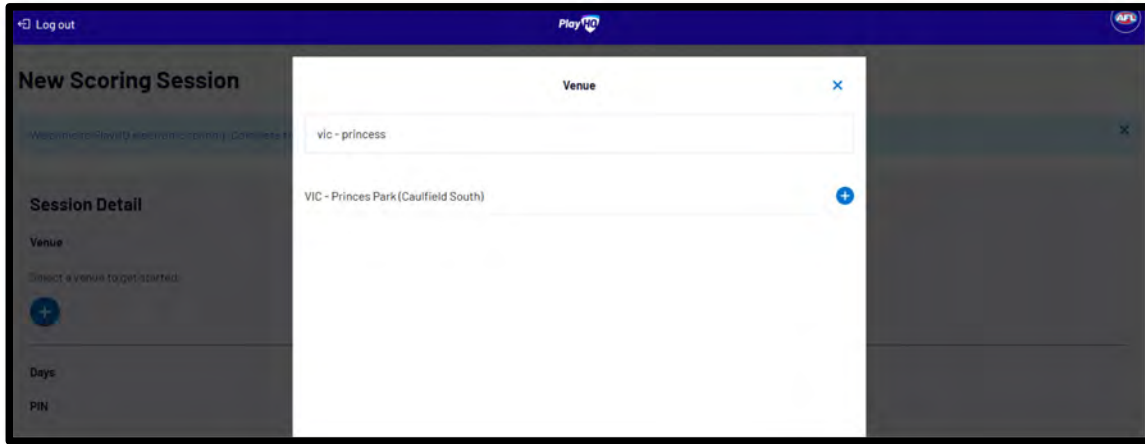 Log out
PlayHQ
AFL
New Scoring Session
Venue
vic - princess
VIC - Princes Park (Caulfield South)
Session Detail
Venue
Select a venue to get started.
Days
PIN